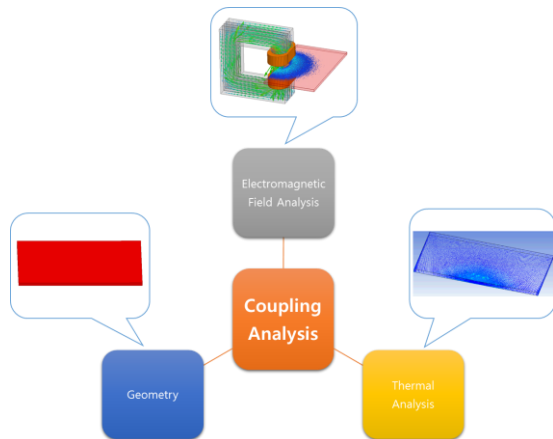 Electromagnetic
Field Analysis
Coupling
Analysis
Geometry
Thermal
Analysis